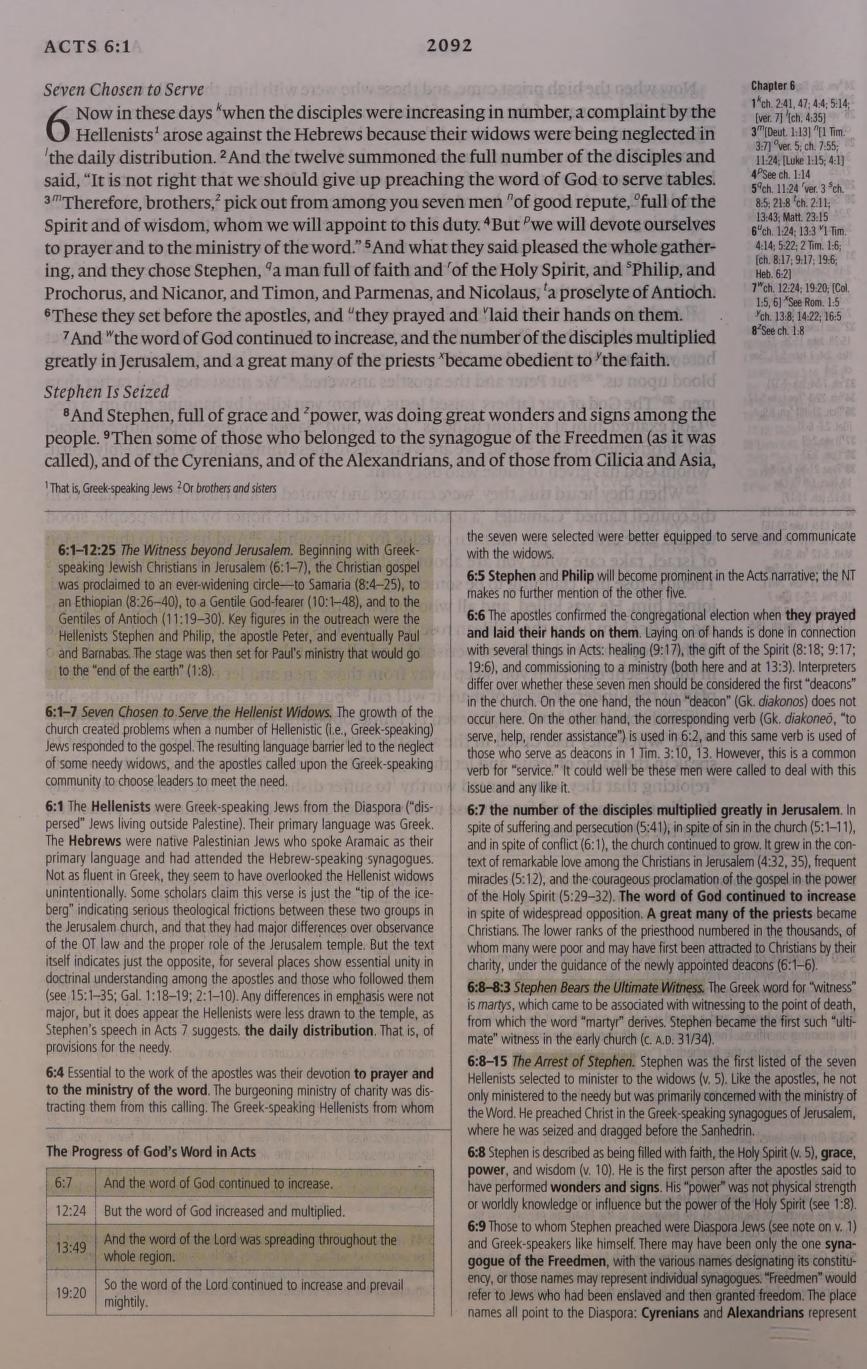 ACTS 6:1
2092
Seven Chosen to Serve
6 Now in these days ᵏwhen the disciples were increasing in number, a complaint by the
Hellenists¹ arose against the Hebrews because their widows were being neglected in
ˡthe daily distribution. ²And the twelve summoned the full number of the disciples and
said, “It is not right that we should give up preaching the word of God to serve tables.
³ᵐTherefore, brothers,² pick out from among you seven men ⁿof good repute, ᵒfull of the
Spirit and of wisdom, whom we will appoint to this duty. ⁴But ᵖwe will devote ourselves
to prayer and to the ministry of the word.” ⁵And what they said pleased the whole gather-
ing, and they chose Stephen, ᑫa man full of faith and ʳof the Holy Spirit, and ˢPhilip, and
Prochorus, and Nicanor, and Timon, and Parmenas, and Nicolaus, ᵗa proselyte of Antioch.
⁶These they set before the apostles, and ᵘthey prayed and ᵛlaid their hands on them.
⁷And ʷthe word of God continued to increase, and the number of the disciples multiplied
greatly in Jerusalem, and a great many of the priests ˣbecame obedient to ʸthe faith.
Stephen Is Seized
⁸And Stephen, full of grace and ᶻpower, was doing great wonders and signs among the
people. ⁹Then some of those who belonged to the synagogue of the Freedmen (as it was
called), and of the Cyrenians, and of the Alexandrians, and of those from Cilicia and Asia,
¹That is, Greek-speaking Jews ²Or brothers and sisters
Chapter 6
1ᵏch. 2:41, 47; 4:4; 5:14;
[ver. 7] ˡ[ch. 4:35]
3ᵐ[Deut. 1:13] ⁿ[1 Tim.
3:7] ᵒver. 5; ch. 7:55;
11:24; [Luke 1:15; 4:1]
4ᵖSee ch. 1:14
5ᑫch. 11:24 ʳver. 3 ˢch.
8:5; 21:8 ᵗch. 2:11;
13:43; Matt. 23:15
6ᵘch. 1:24; 13:3 ᵛ1 Tim.
4:14; 5:22; 2 Tim. 1:6;
[ch. 8:17; 9:17; 19:6;
Heb. 6:2]
7ʷch. 12:24; 19:20; [Col.
1:5, 6] ˣSee Rom. 1:5
ʸch. 13:8; 14:22; 16:5
8ᶻSee ch. 1:8
6:1–12:25 The Witness beyond Jerusalem. Beginning with Greek-
speaking Jewish Christians in Jerusalem (6:1–7), the Christian gospel
was proclaimed to an ever-widening circle—to Samaria (8:4–25), to
an Ethiopian (8:26–40), to a Gentile God-fearer (10:1–48), and to the
Gentiles of Antioch (11:19–30). Key figures in the outreach were the
Hellenists Stephen and Philip, the apostle Peter, and eventually Paul
and Barnabas. The stage was then set for Paul’s ministry that would go
to the “end of the earth” (1:8).
6:1–7 Seven Chosen to Serve the Hellenist Widows. The growth of the
church created problems when a number of Hellenistic (i.e., Greek-speaking)
Jews responded to the gospel. The resulting language barrier led to the neglect
of some needy widows, and the apostles called upon the Greek-speaking
community to choose leaders to meet the need.
6:1 The Hellenists were Greek-speaking Jews from the Diaspora (“dis-
persed” Jews living outside Palestine). Their primary language was Greek.
The Hebrews were native Palestinian Jews who spoke Aramaic as their
primary language and had attended the Hebrew-speaking synagogues.
Not as fluent in Greek, they seem to have overlooked the Hellenist widows
unintentionally. Some scholars claim this verse is just the “tip of the ice-
berg” indicating serious theological frictions between these two groups in
the Jerusalem church, and that they had major differences over observance
of the OT law and the proper role of the Jerusalem temple. But the text
itself indicates just the opposite, for several places show essential unity in
doctrinal understanding among the apostles and those who followed them
(see 15:1–35; Gal. 1:18–19; 2:1–10). Any differences in emphasis were not
major, but it does appear the Hellenists were less drawn to the temple, as
Stephen’s speech in Acts 7 suggests. the daily distribution. That is, of
provisions for the needy.
6:4 Essential to the work of the apostles was their devotion to prayer and
to the ministry of the word. The burgeoning ministry of charity was dis-
tracting them from this calling. The Greek-speaking Hellenists from whom
The Progress of God’s Word in Acts
6:7 And the word of God continued to increase.
12:24 But the word of God increased and multiplied.
13:49 And the word of the Lord was spreading throughout the
whole region.
19:20 So the word of the Lord continued to increase and prevail
mightily.
the seven were selected were better equipped to serve and communicate
with the widows.
6:5 Stephen and Philip will become prominent in the Acts narrative; the NT
makes no further mention of the other five.
6:6 The apostles confirmed the congregational election when they prayed
and laid their hands on them. Laying on of hands is done in connection
with several things in Acts: healing (9:17), the gift of the Spirit (8:18; 9:17;
19:6), and commissioning to a ministry (both here and at 13:3). Interpreters
differ over whether these seven men should be considered the first “deacons”
in the church. On the one hand, the noun “deacon” (Gk. diakonos) does not
occur here. On the other hand, the corresponding verb (Gk. diakoneō, “to
serve, help, render assistance”) is used in 6:2, and this same verb is used of
those who serve as deacons in 1 Tim. 3:10, 13. However, this is a common
verb for “service.” It could well be these men were called to deal with this
issue and any like it.
6:7 the number of the disciples multiplied greatly in Jerusalem. In
spite of suffering and persecution (5:41), in spite of sin in the church (5:1–11),
and in spite of conflict (6:1), the church continued to grow. It grew in the con-
text of remarkable love among the Christians in Jerusalem (4:32, 35), frequent
miracles (5:12), and the courageous proclamation of the gospel in the power
of the Holy Spirit (5:29–32). The word of God continued to increase
in spite of widespread opposition. A great many of the priests became
Christians. The lower ranks of the priesthood numbered in the thousands, of
whom many were poor and may have first been attracted to Christians by their
charity, under the guidance of the newly appointed deacons (6:1–6).
6:8–8:3 Stephen Bears the Ultimate Witness. The Greek word for “witness”
is martys, which came to be associated with witnessing to the point of death,
from which the word “martyr” derives. Stephen became the first such “ulti-
mate” witness in the early church (c. A.D. 31/34).
6:8–15 The Arrest of Stephen. Stephen was the first listed of the seven
Hellenists selected to minister to the widows (v. 5). Like the apostles, he not
only ministered to the needy but was primarily concerned with the ministry of
the Word. He preached Christ in the Greek-speaking synagogues of Jerusalem,
where he was seized and dragged before the Sanhedrin.
6:8 Stephen is described as being filled with faith, the Holy Spirit (v. 5), grace,
power, and wisdom (v. 10). He is the first person after the apostles said to
have performed wonders and signs. His “power” was not physical strength
or worldly knowledge or influence but the power of the Holy Spirit (see 1:8).
6:9 Those to whom Stephen preached were Diaspora Jews (see note on v. 1)
and Greek-speakers like himself. There may have been only the one syna-
gogue of the Freedmen, with the various names designating its constitu-
ency, or those names may represent individual synagogues. “Freedmen” would
refer to Jews who had been enslaved and then granted freedom. The place
names all point to the Diaspora: Cyrenians and Alexandrians represent